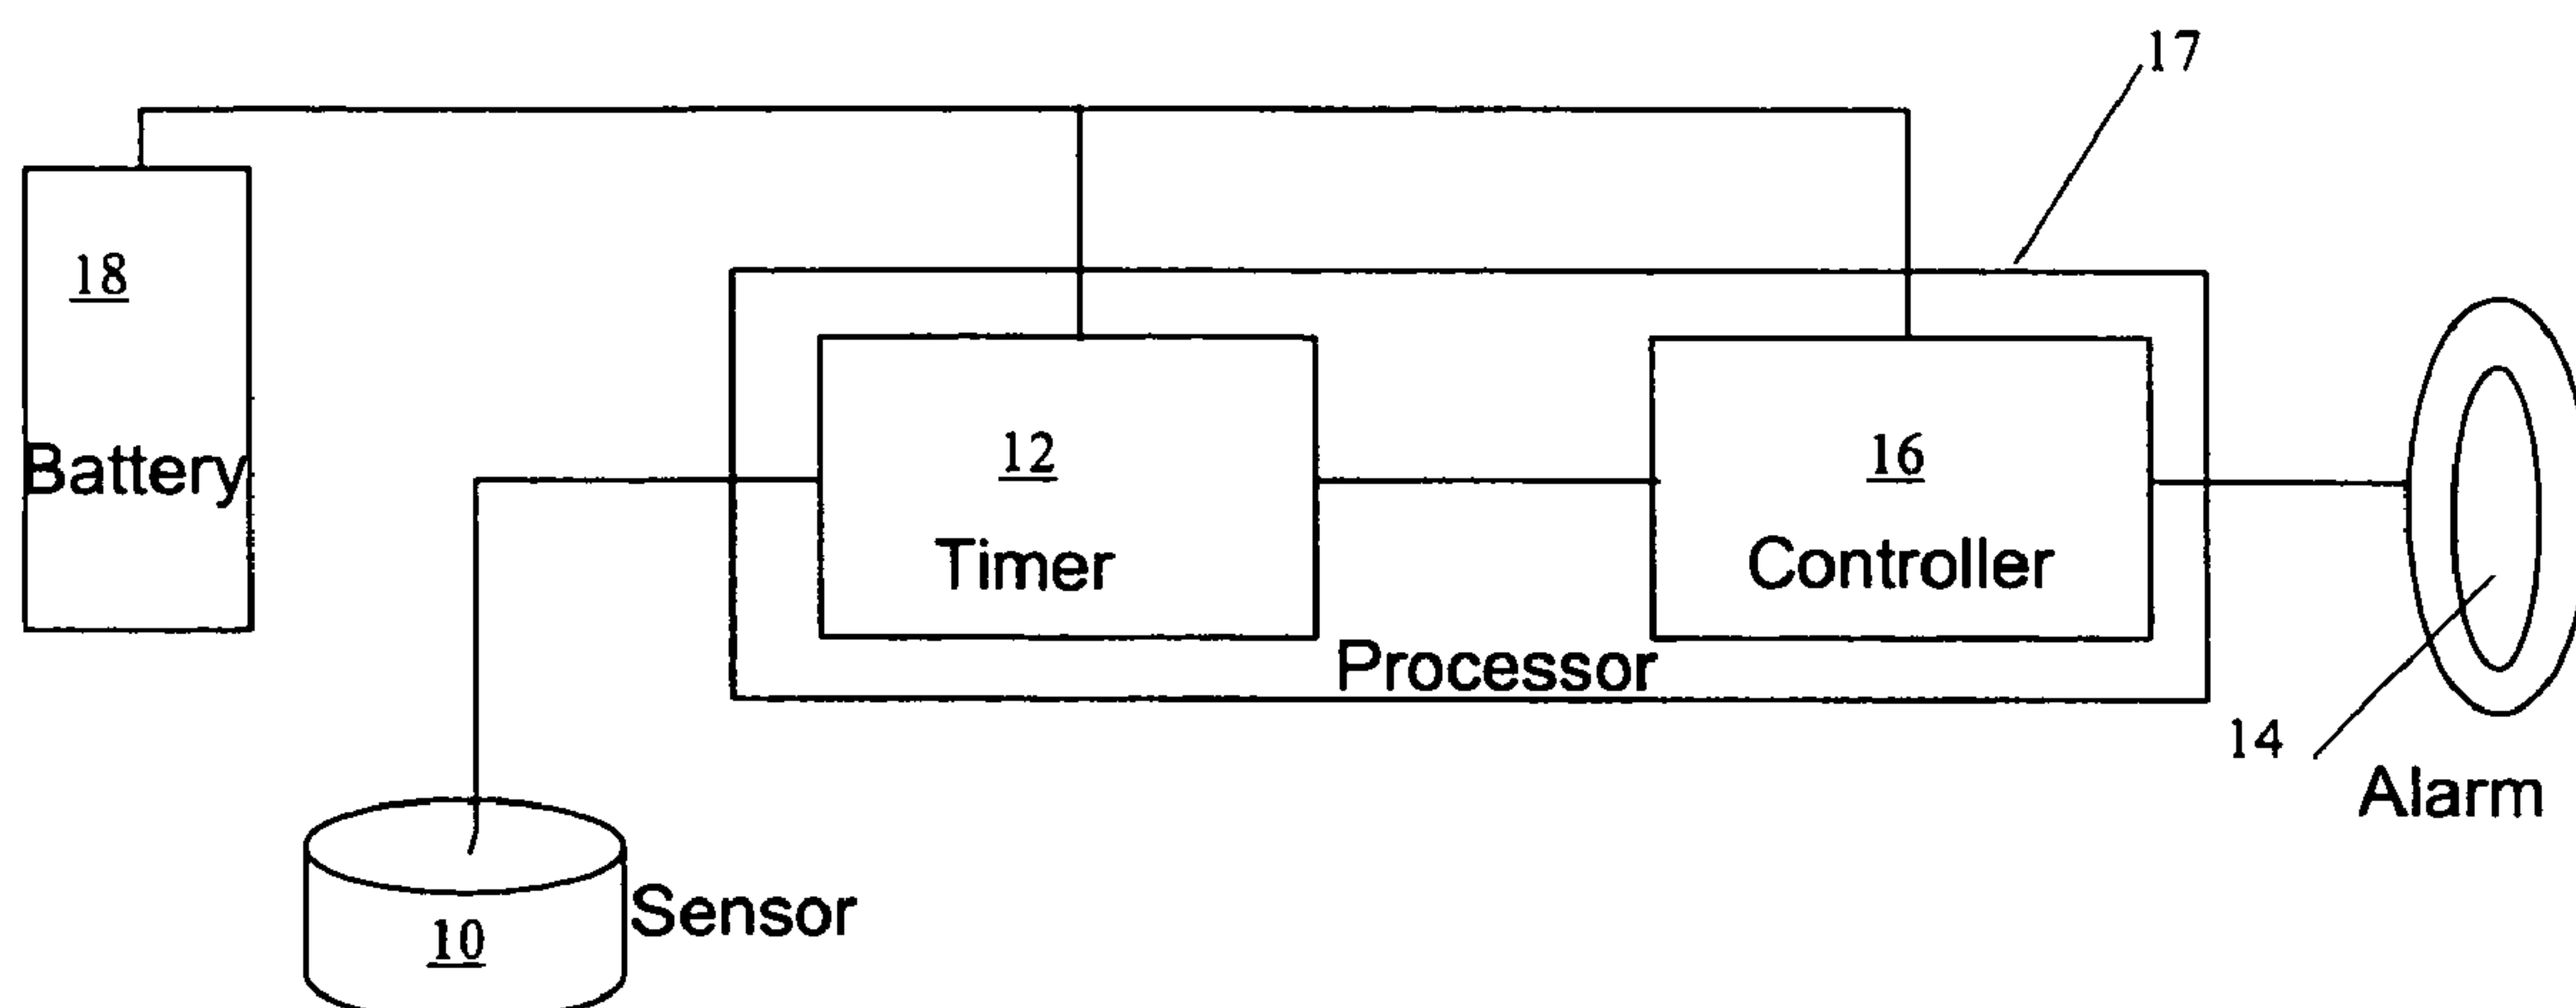 17
18
Battery
12
Timer
16
Controller
Processor
14
Alarm
Sensor
10